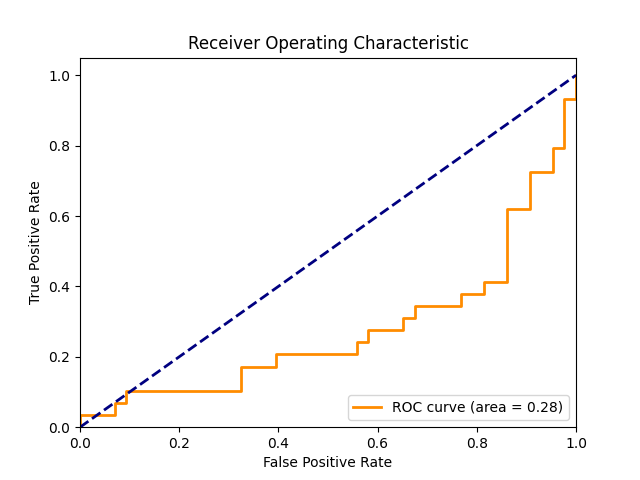 Receiver Operating Characteristic
True Positive Rate
1.0
0.8
0.6
0.4
0.2
0.0
ROC curve (area = 0.28)
0.0 0.2 0.4 0.6 0.8 1.0
False Positive Rate